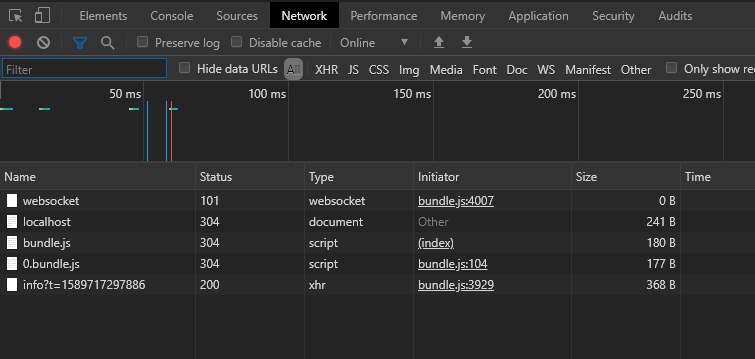 Elements Console Sources Network Performance Memory Application Security Audits
Preserve log Disable cache Online
Filter Hide data URLs All XHR JS CSS Img Media Font Doc WS Manifest Other Only show
50 ms 100 ms 150 ms 200 ms 250 ms
Name Status Type Initiator Size Time
websocket 101 websocket bundle.js:4007 0 B
localhost 304 document Other 241 B
bundle.js 304 script (index) 180 B
0.bundle.js 304 script bundle.js:104 177 B
info?t=1589717297886 200 xhr bundle.js:3929 368 B